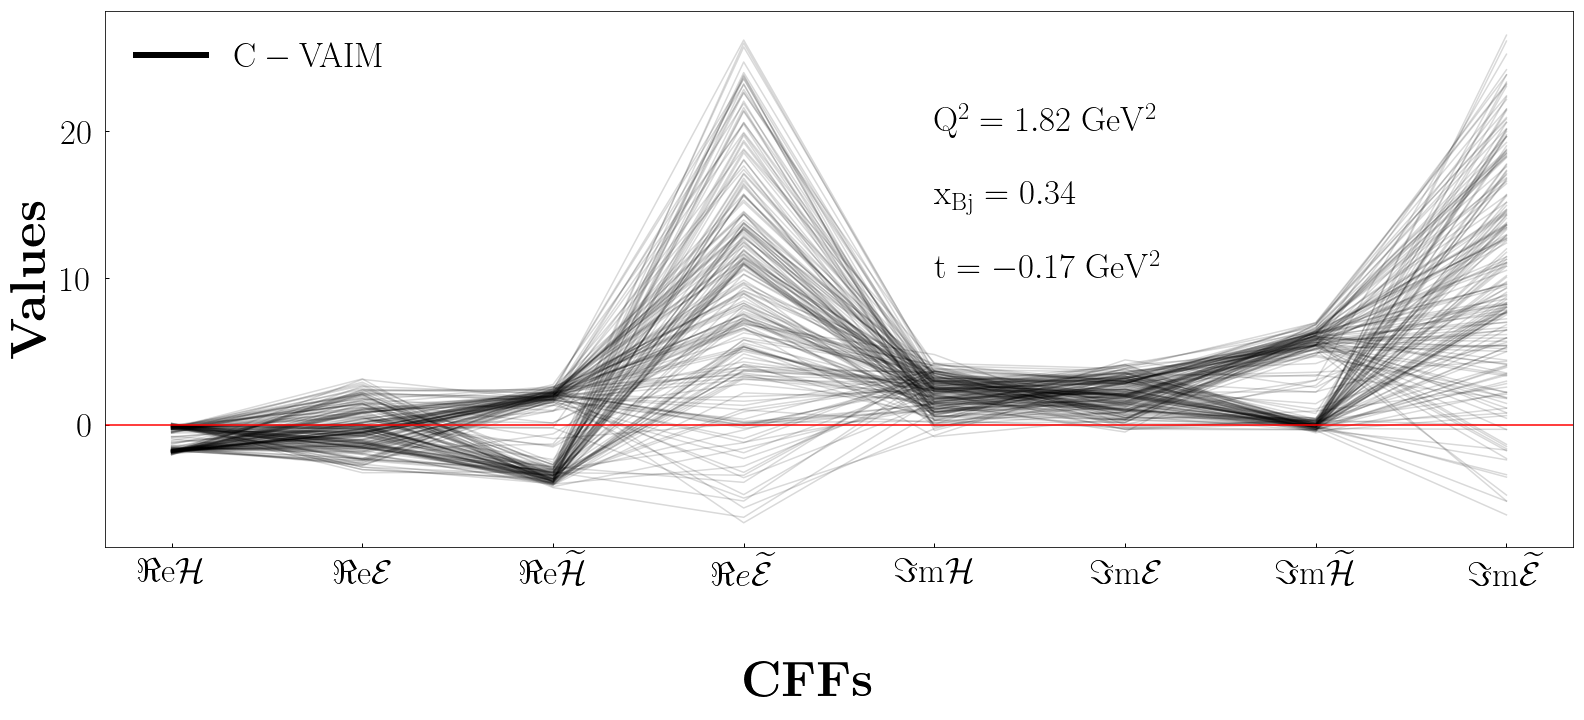 C − VAIM
Q² = 1.82 GeV²
x_Bj = 0.34
t = −0.17 GeV²
Values
20
10
0
ℜeℋ ℜeℰ ℜeℋ̃ ℜeℰ̃ ℑmℋ ℑmℰ ℑmℋ̃ ℑmℰ̃
CFFs